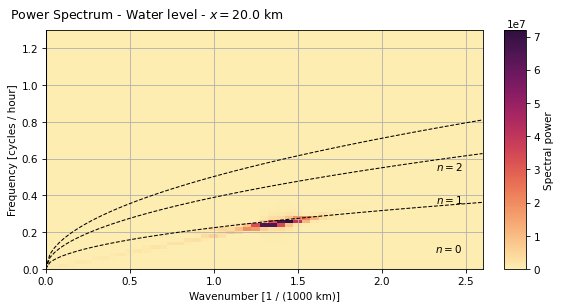 Power Spectrum - Water level - x = 20.0 km
1e7
Frequency [cycles / hour]
1.2
1.0
0.8
0.6
0.4
0.2
0.0
n = 2
n = 1
n = 0
0.0 0.5 1.0 1.5 2.0 2.5
Wavenumber [1 / (1000 km)]
7
6
5
4
3
2
1
0
Spectral power